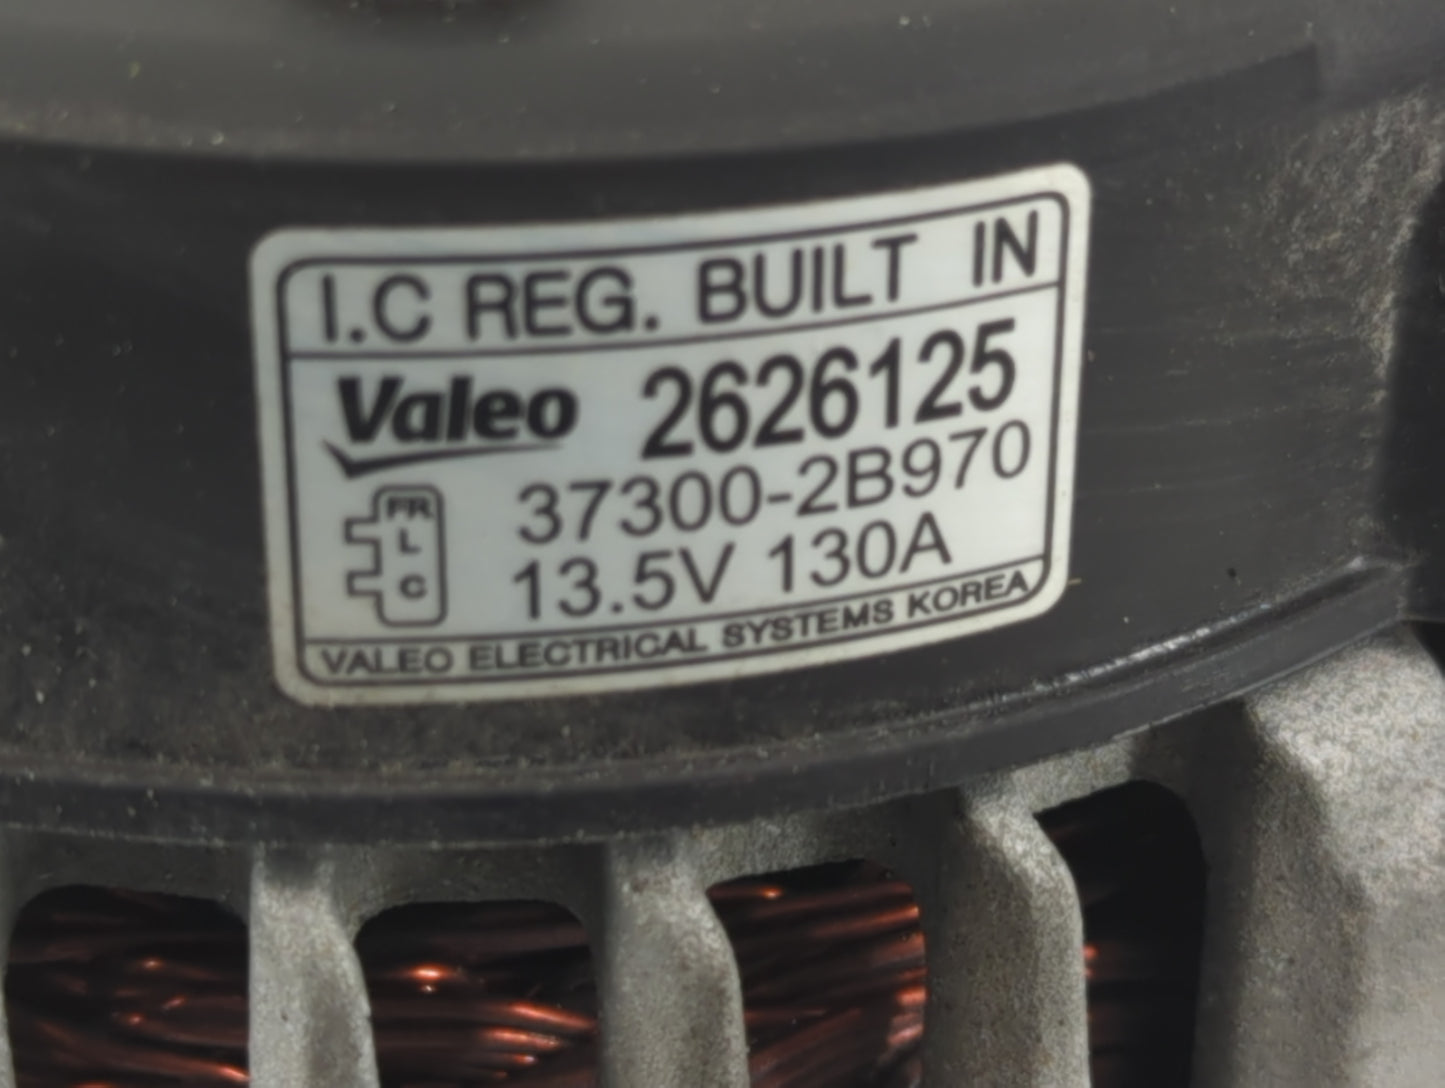 I.C REG. BUILT IN
Valeo 2626125
37300-2B970
FR
L
13.5V 130A
C
VALEO ELECTRICAL SYSTEMS KOREA